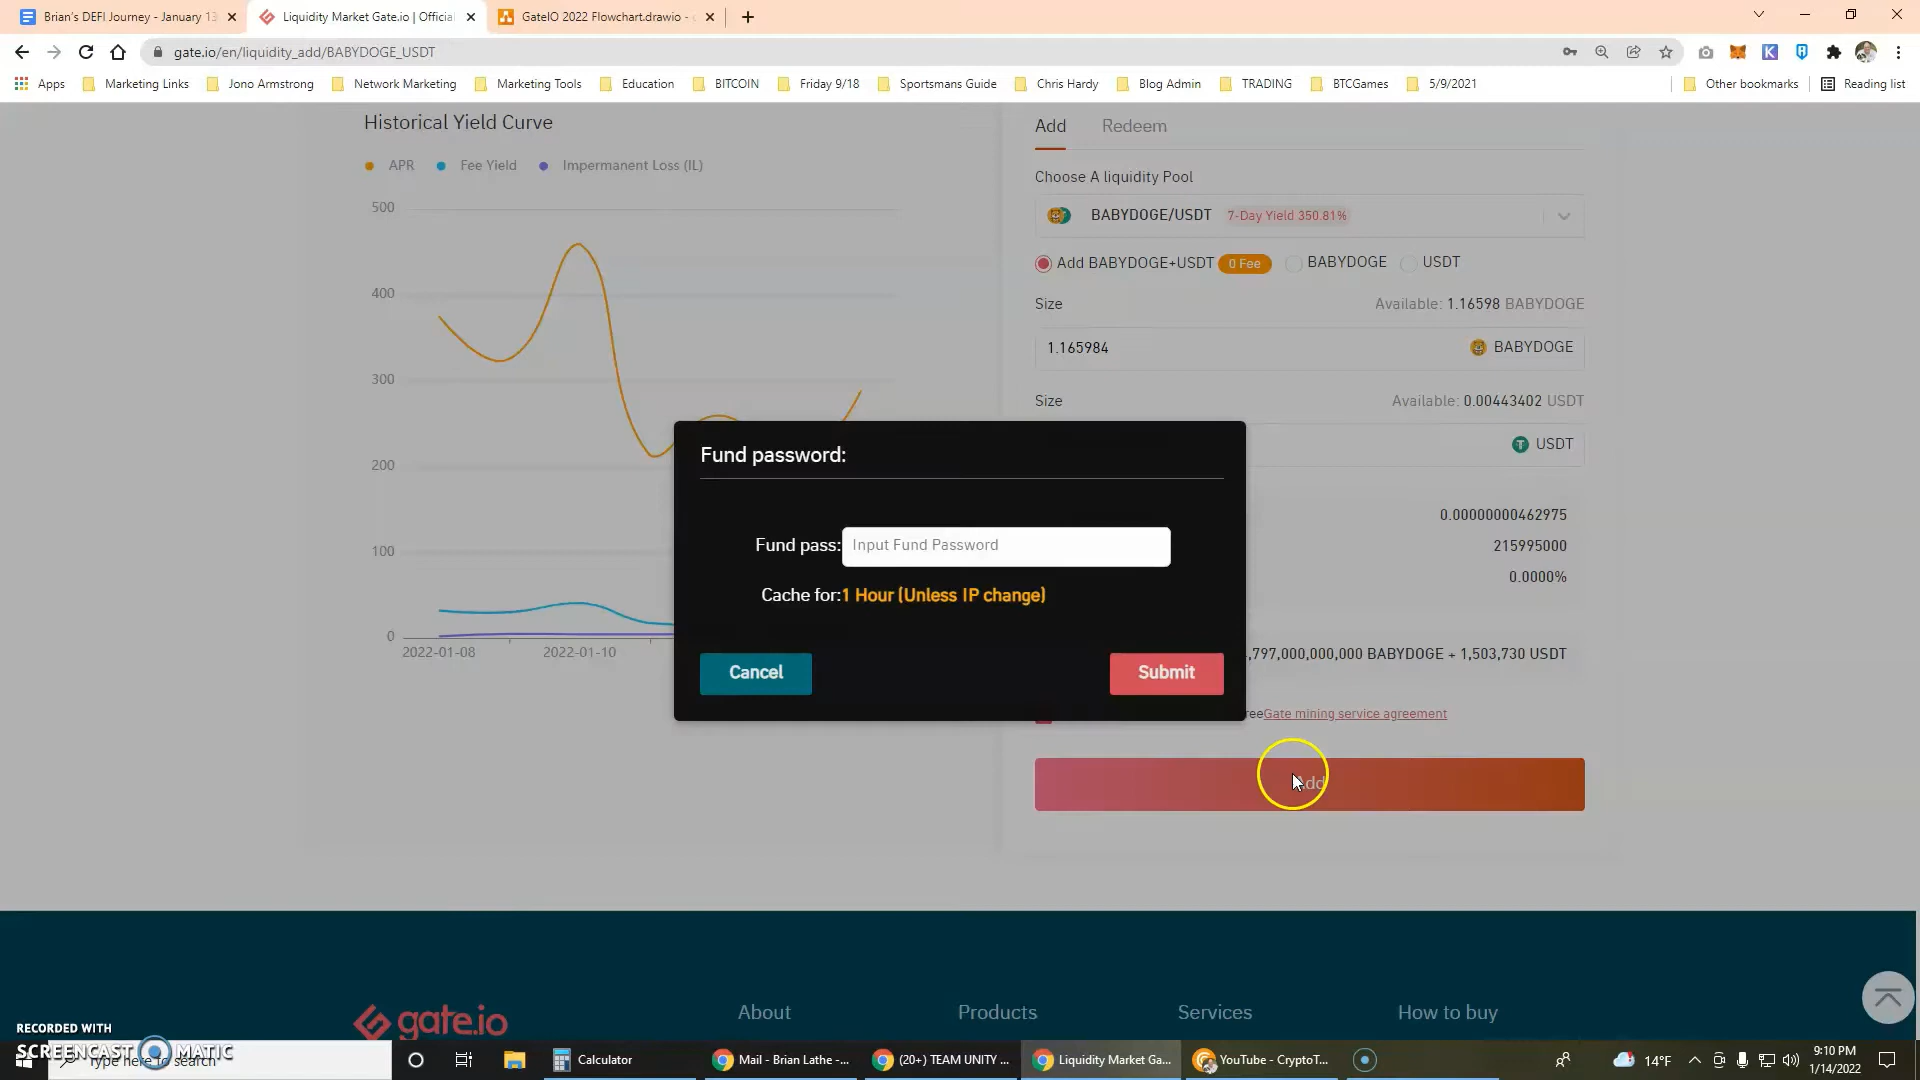 Brian's DEFI Journey - January 13
Liquidity Market Gate.io | Official
GateIO 2022 Flowchart.drawio -
gate.io/en/liquidity_add/BABYDOGE_USDT
Apps
Marketing Links
Jono Armstrong
Network Marketing
Marketing Tools
Education
BITCOIN
Friday 9/18
Sportsmans Guide
Chris Hardy
Blog Admin
TRADING
BTCGames
5/9/2021
Other bookmarks
Reading list
Historical Yield Curve
APR
Fee Yield
Impermanent Loss (IL)
500
400
300
200
100
0
2022-01-08
2022-01-10
Add
Redeem
Choose A liquidity Pool
BABYDOGE/USDT
7-Day Yield 350.81%
Add BABYDOGE+USDT
0 Fee
BABYDOGE
USDT
Size
Available: 1.16598 BABYDOGE
1.165984
BABYDOGE
Size
Available: 0.00443402 USDT
USDT
0.00000000462975
215995000
0.0000%
,797,000,000,000 BABYDOGE + 1,503,730 USDT
reeGate mining service agreement
Add
Fund password:
Fund pass:
Input Fund Password
Cache for:1 Hour (Unless IP change)
Cancel
Submit
gate.io
About
Products
Services
How to buy
RECORDED WITH
SCREENCAST MATIC
Type here to search
Calculator
Mail - Brian Lathe -...
(20+) TEAM UNITY ...
Liquidity Market Ga...
YouTube - CryptoT...
14°F
9:10 PM
1/14/2022